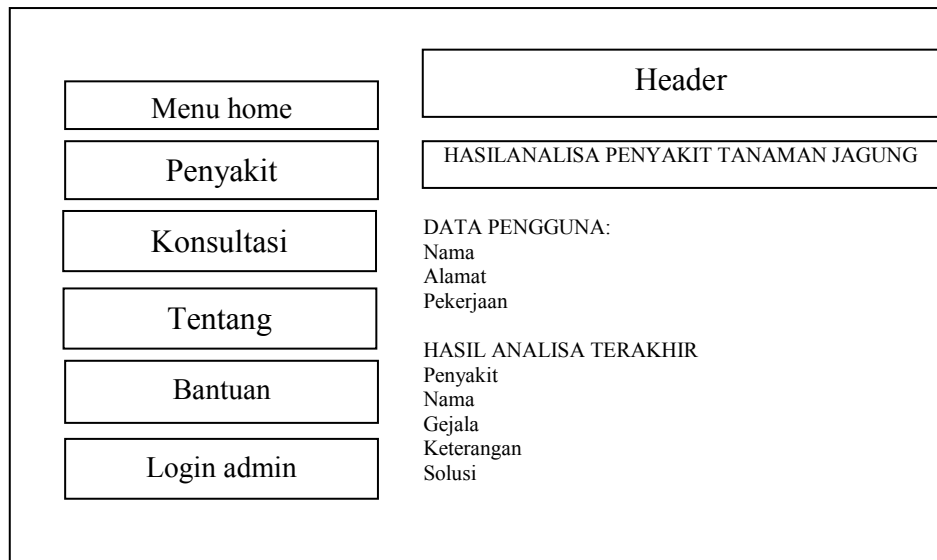 Menu home
Penyakit
Konsultasi
Tentang
Bantuan
Login admin
Header
HASILANALISA PENYAKIT TANAMAN JAGUNG
DATA PENGGUNA:
Nama
Alamat
Pekerjaan
HASIL ANALISA TERAKHIR
Penyakit
Nama
Gejala
Keterangan
Solusi